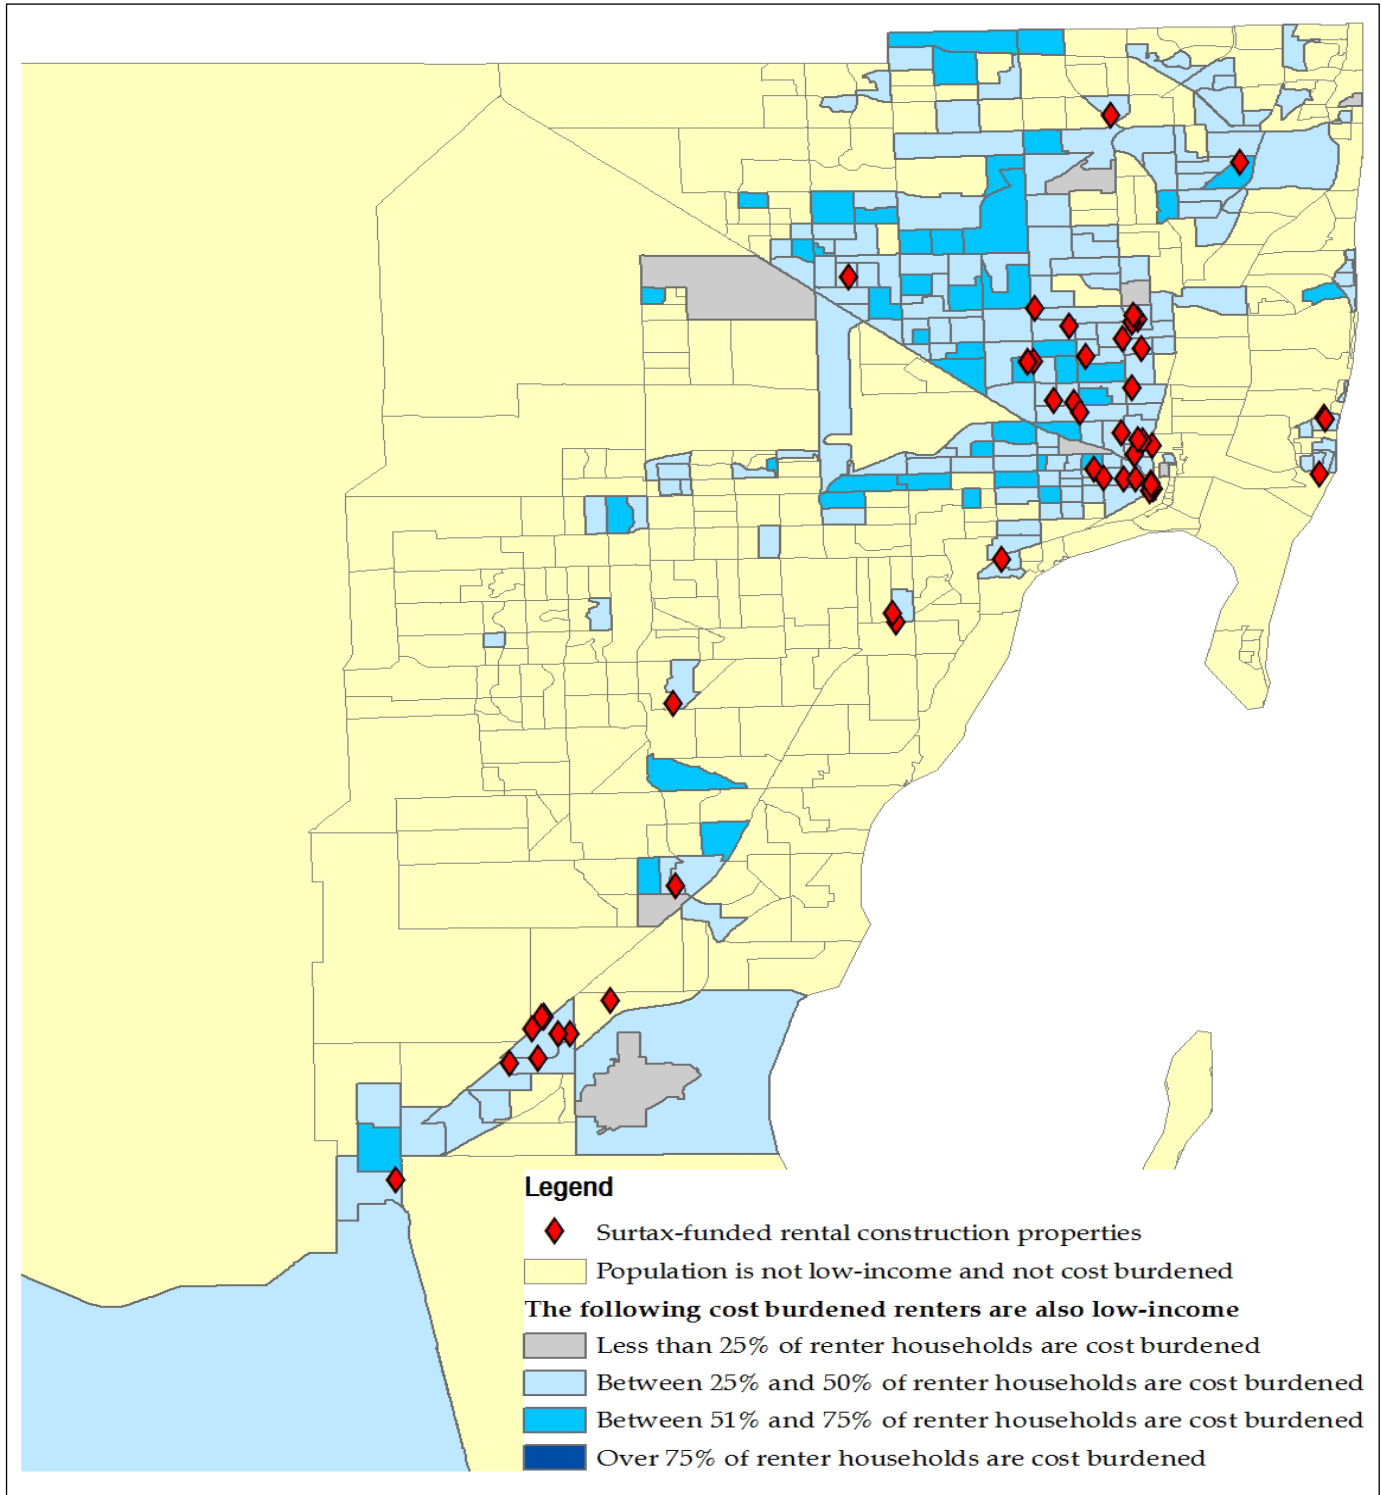 Legend
Surtax-funded rental construction properties
Population is not low-income and not cost burdened
The following cost burdened renters are also low-income
Less than 25% of renter households are cost burdened
Between 25% and 50% of renter households are cost burdened
Between 51% and 75% of renter households are cost burdened
Over 75% of renter households are cost burdened